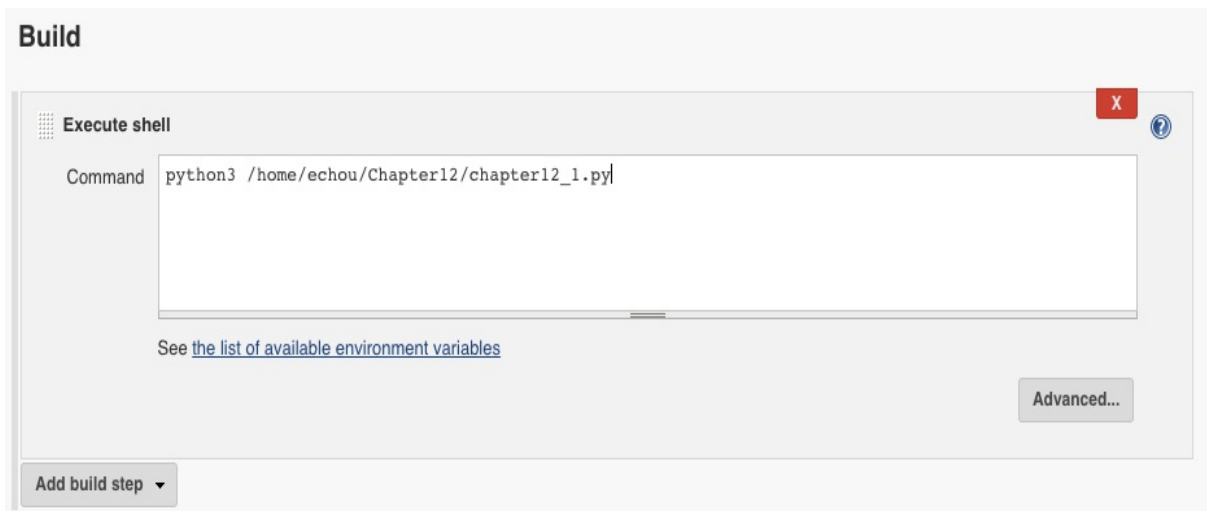 Build
X
Execute shell
?
Command
python3 /home/echou/Chapter12/chapter12_1.py
See the list of available environment variables
Advanced...
Add build step